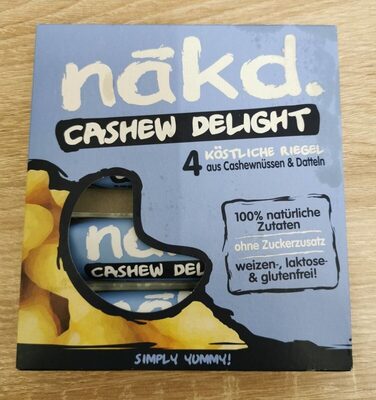 nākd.
CASHEW DELIGHT
4 KÖSTLICHE RIEGEL
aus Cashewnüssen & Datteln
100% natürliche
Zutaten
ohne Zuckerzusatz
weizen-, laktose-
& glutenfrei!
nāk
CASHEW DEL
SIMPLY YUMMY!